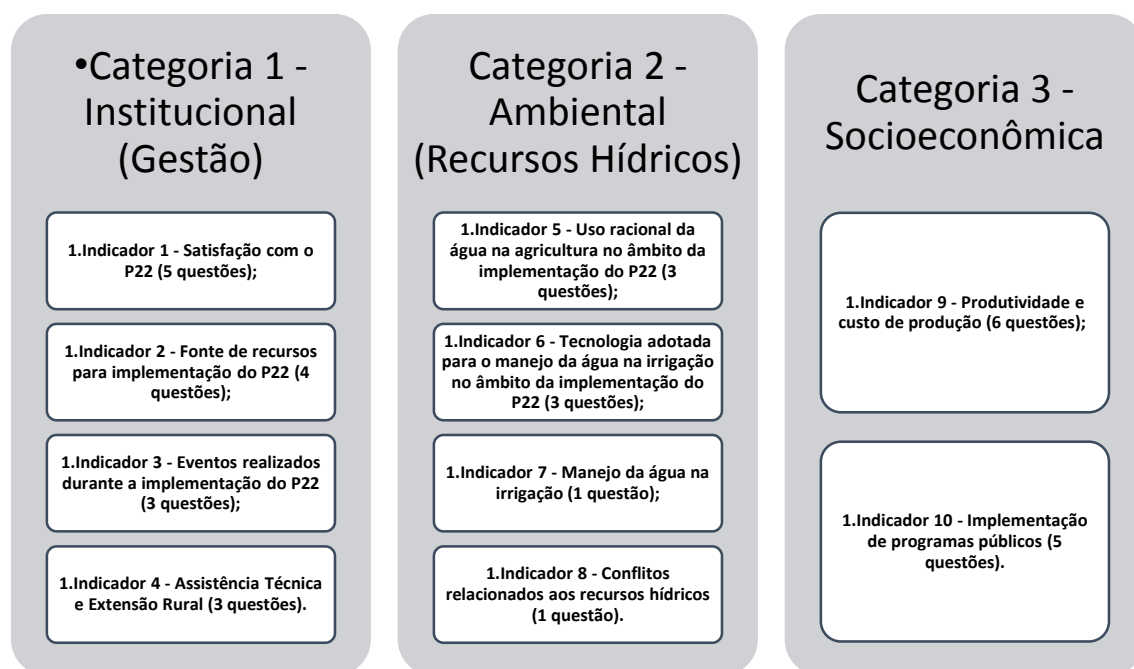 •Categoria 1 -
Institucional
(Gestão)
1.Indicador 1 - Satisfação com o
P22 (5 questões);
1.Indicador 2 - Fonte de recursos
para implementação do P22 (4
questões);
1.Indicador 3 - Eventos realizados
durante a implementação do P22
(3 questões);
1.Indicador 4 - Assistência Técnica
e Extensão Rural (3 questões).
Categoria 2 -
Ambiental
(Recursos Hídricos)
1.Indicador 5 - Uso racional da
água na agricultura no âmbito da
implementação do P22 (3
questões);
1.Indicador 6 - Tecnologia adotada
para o manejo da água na irrigação
no âmbito da implementação do
P22 (3 questões);
1.Indicador 7 - Manejo da água na
irrigação (1 questão);
1.Indicador 8 - Conflitos
relacionados aos recursos hídricos
(1 questão).
Categoria 3 -
Socioeconômica
1.Indicador 9 - Produtividade e
custo de produção (6 questões);
1.Indicador 10 - Implementação
de programas públicos (5
questões).